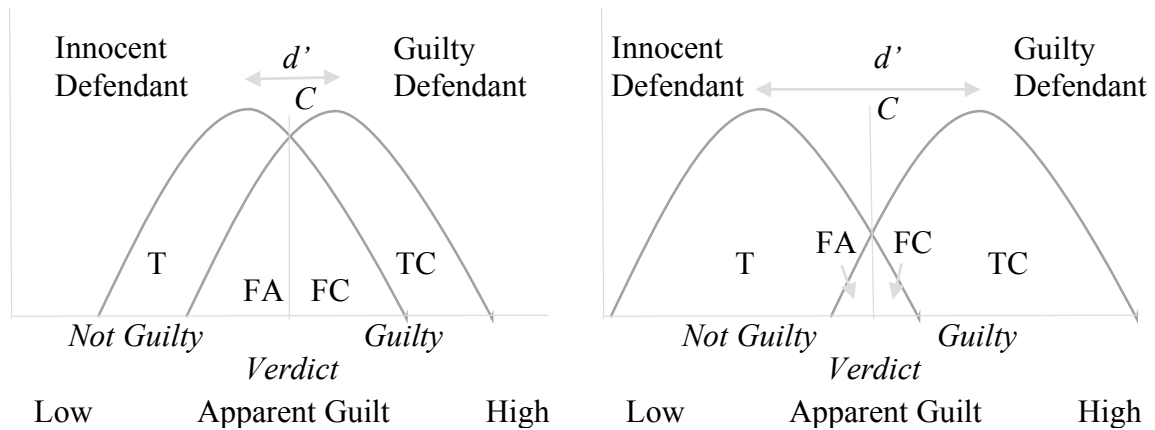 Innocent
Defendant
d’
C
Guilty
Defendant
T
FA
FC
TC
Not Guilty
Guilty
Verdict
Low
Apparent Guilt
High
Innocent
Defendant
d’
C
Guilty
Defendant
T
FA
FC
TC
Not Guilty
Guilty
Verdict
Low
Apparent Guilt
High